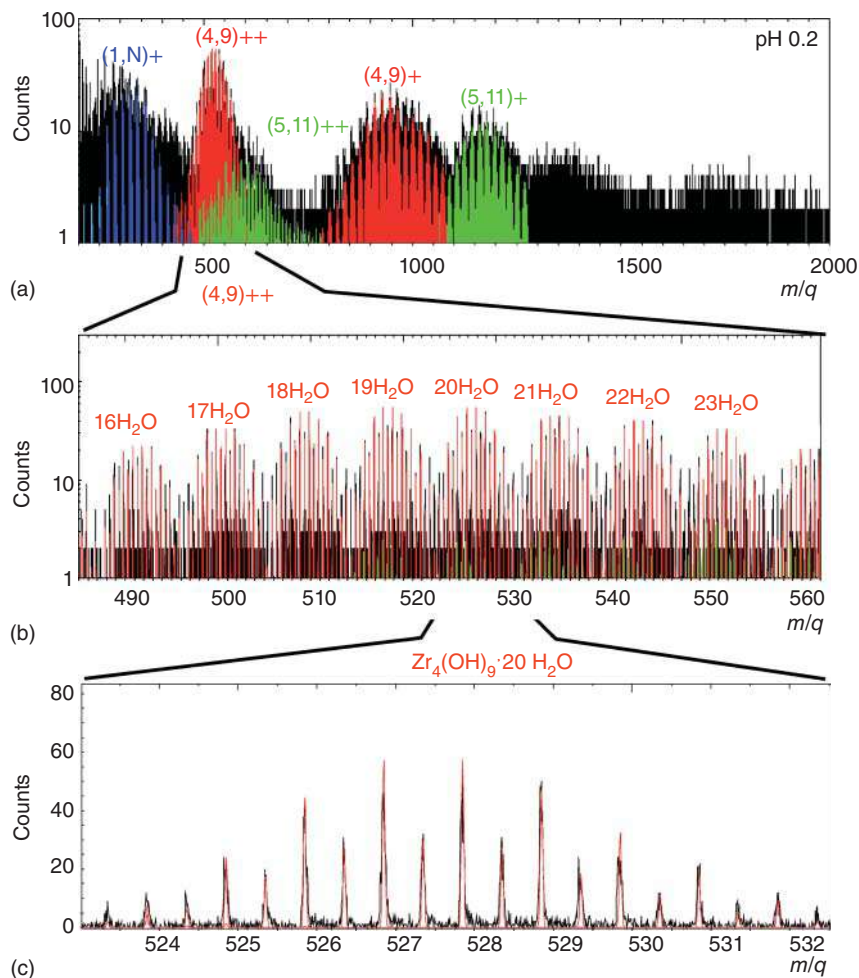 100
10
1
Counts
(1,N)+
(4,9)++
(5,11)++
(4,9)+
(5,11)+
pH 0.2
500
1000
1500
2000
m/q
(a)
(4,9)++
100
10
1
Counts
16H₂O
17H₂O
18H₂O
19H₂O
20H₂O
21H₂O
22H₂O
23H₂O
490
500
510
520
530
540
550
560
m/q
(b)
Zr₄(OH)₉·20 H₂O
80
60
40
20
0
Counts
524
525
526
527
528
529
530
531
532
m/q
(c)